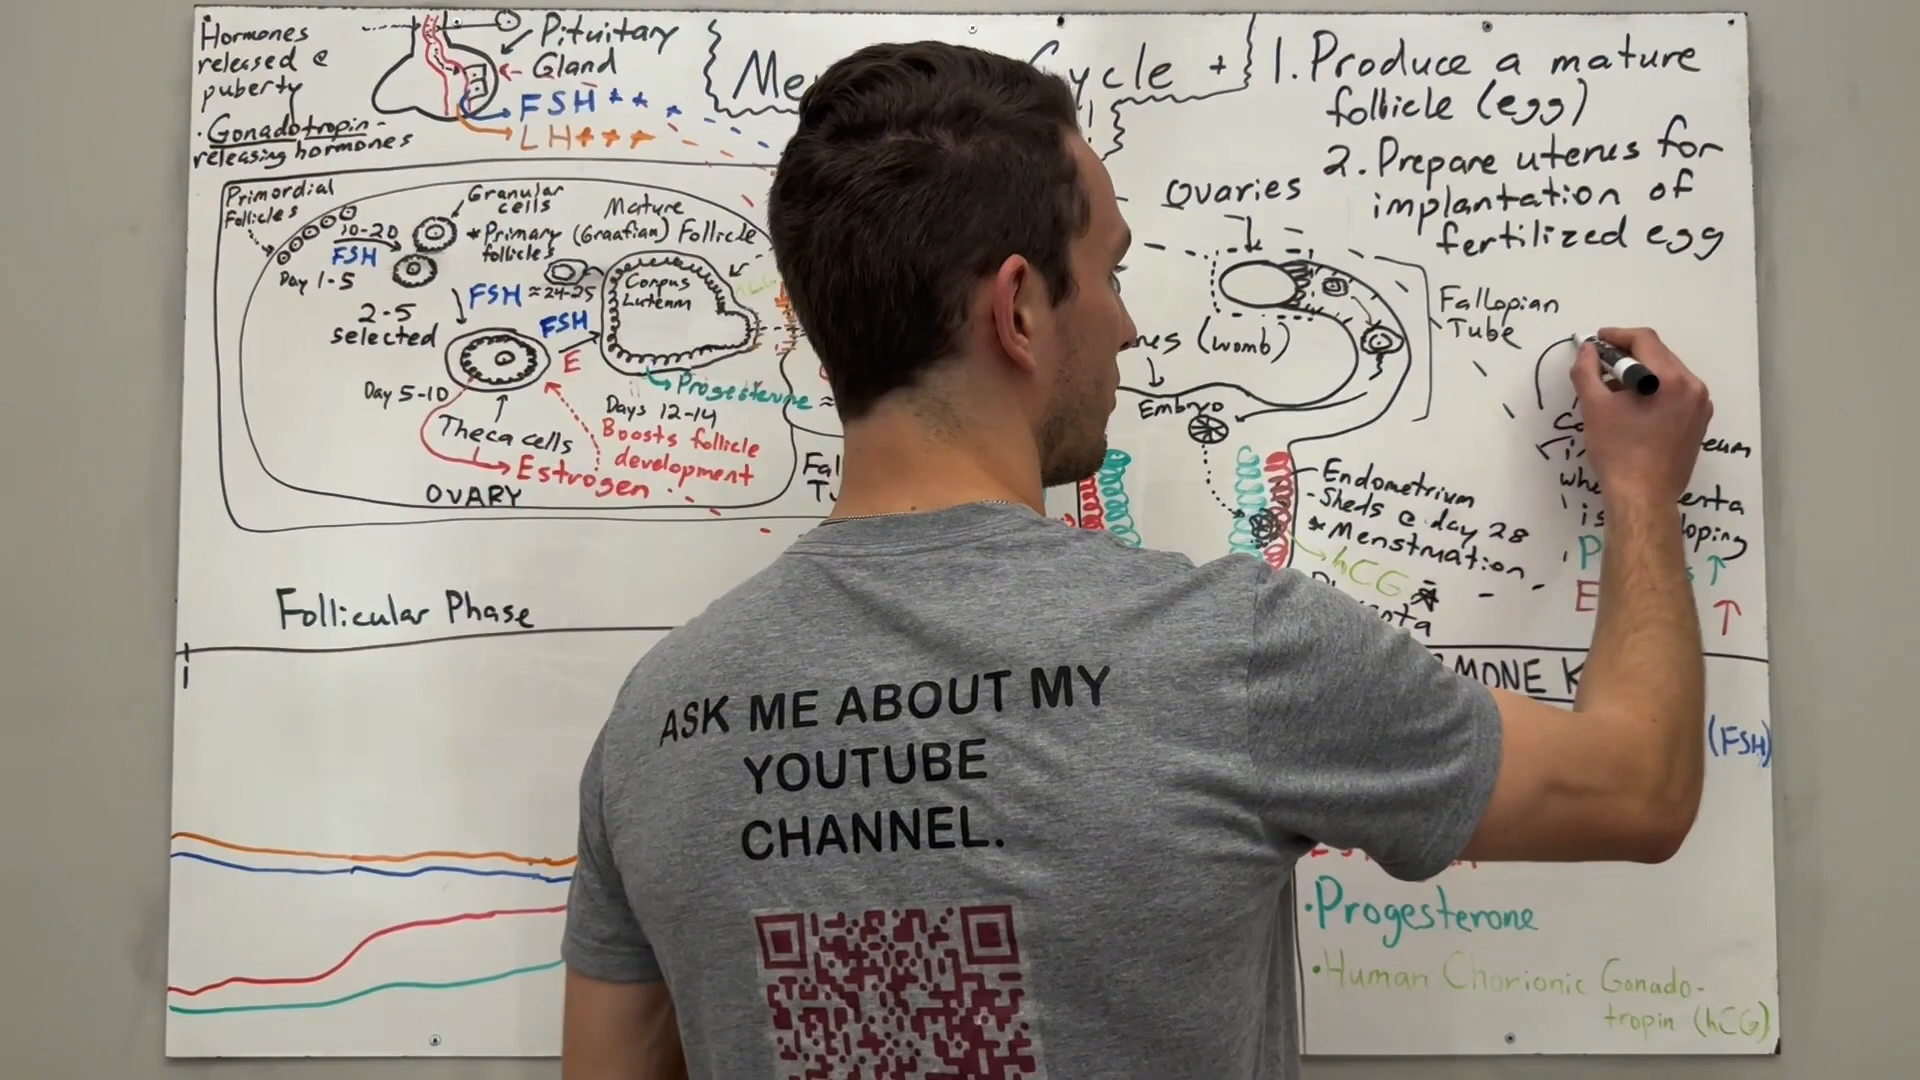 Hormones
released @
puberty
· Gonadotropin-
releasing hormones
Pituitary
Gland
FSH
LH
Cycle +
1. Produce a mature
follicle (egg)
2. Prepare uterus for
implantation of
fertilized egg
Primordial
Follicles
10-20
FSH
Day 1-5
Granular
cells
* Primary
follicles
2-5
selected
FSH
≈24-25
FSH
E
Mature
(Graafian) Follicle
Corpus
Luteum
Progesterone ≈
Days 12-14
Boosts follicle
development
Day 5-10
Theca cells
Estrogen
OVARY
Ovaries
(womb)
Embryo
Fallopian
Tube
Endometrium
- Sheds @ day 28
* Menstruation
hCG
is
P
E
Follicular Phase
1
(FSH)
· Progesterone
· Human Chorionic Gonado-
tropin (hCG)
ASK ME ABOUT MY
YOUTUBE
CHANNEL.